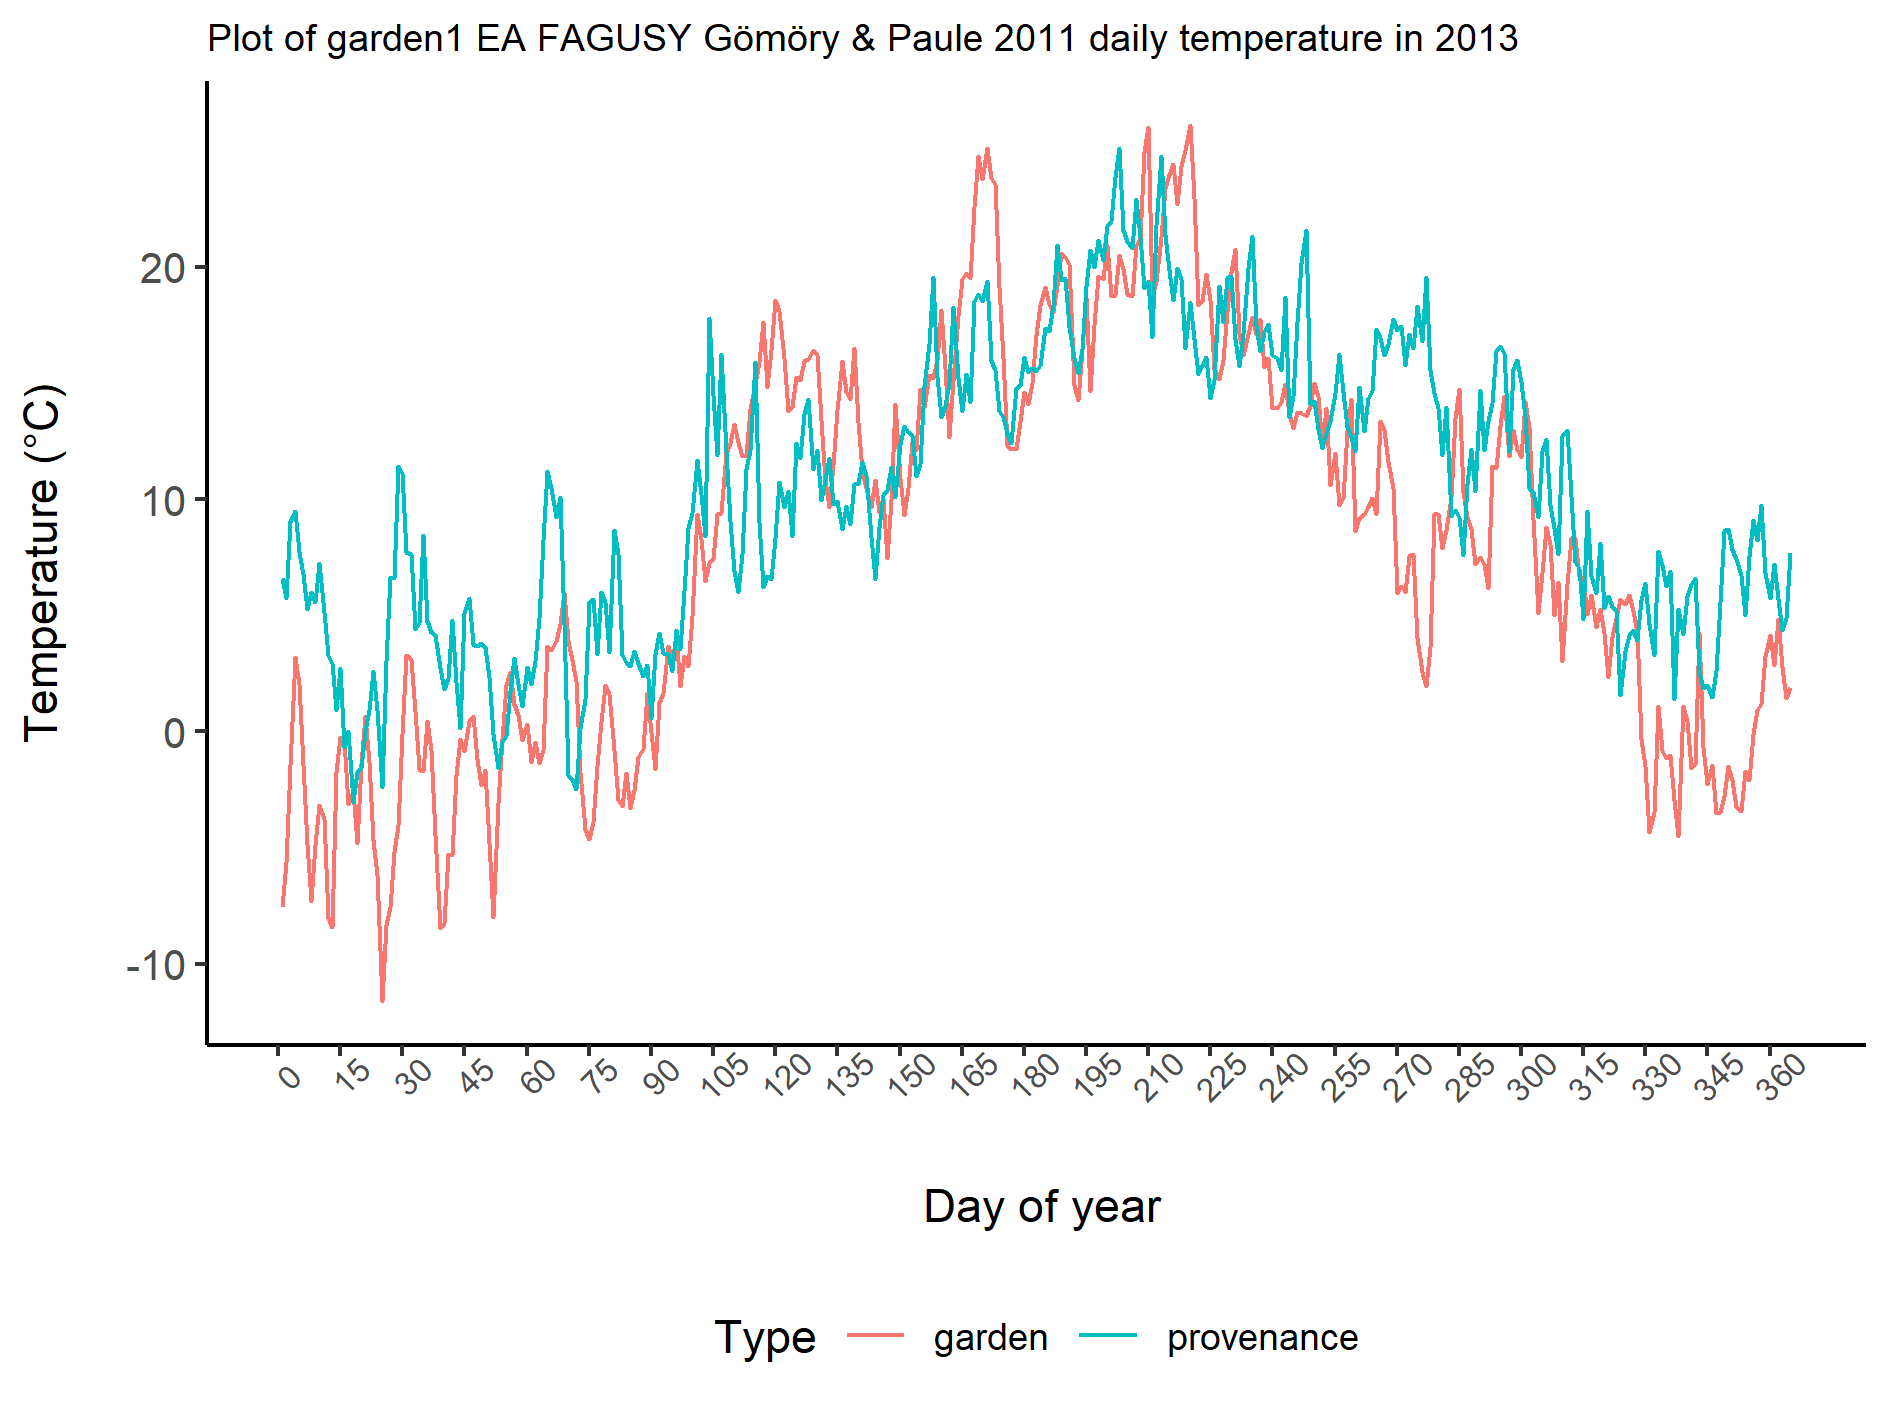 Plot of garden1 EA FAGUSY Gömöry & Paule 2011 daily temperature in 2013
Temperature (°C)
20
10
0
-10
0 15 30 45 60 75 90 105 120 135 150 165 180 195 210 225 240 255 270 285 300 315 330 345 360
Day of year
Type garden provenance